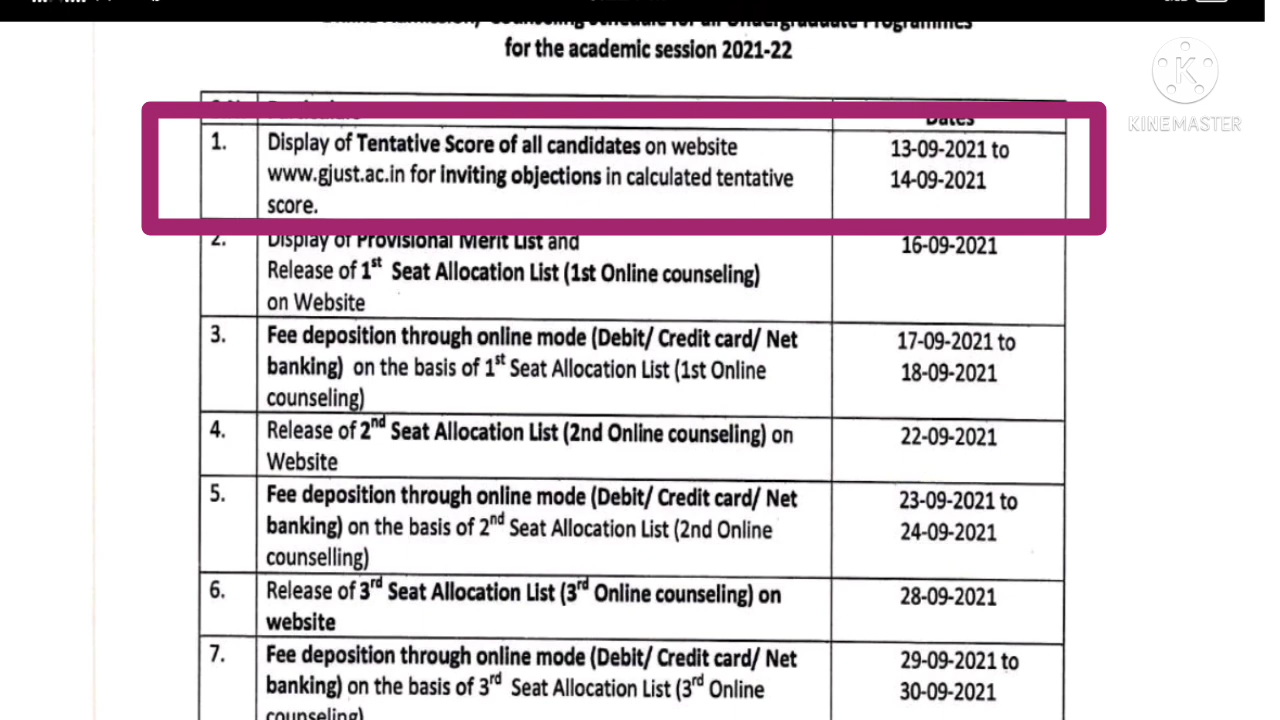 Online Admission/ Counseling Schedule for all Undergraduate Programmes
for the academic session 2021-22
KINEMASTER
Dates
1. Display of Tentative Score of all candidates on website 13-09-2021 to
www.gjust.ac.in for inviting objections in calculated tentative 14-09-2021
score.
2. Display of Provisional Merit List and 16-09-2021
Release of 1st Seat Allocation List (1st Online counseling)
on Website
3. Fee deposition through online mode (Debit/ Credit card/ Net 17-09-2021 to
banking) on the basis of 1st Seat Allocation List (1st Online 18-09-2021
counseling)
4. Release of 2nd Seat Allocation List (2nd Online counseling) on 22-09-2021
Website
5. Fee deposition through online mode (Debit/ Credit card/ Net 23-09-2021 to
banking) on the basis of 2nd Seat Allocation List (2nd Online 24-09-2021
counselling)
6. Release of 3rd Seat Allocation List (3rd Online counseling) on 28-09-2021
website
7. Fee deposition through online mode (Debit/ Credit card/ Net 29-09-2021 to
banking) on the basis of 3rd Seat Allocation List (3rd Online 30-09-2021
counseling)